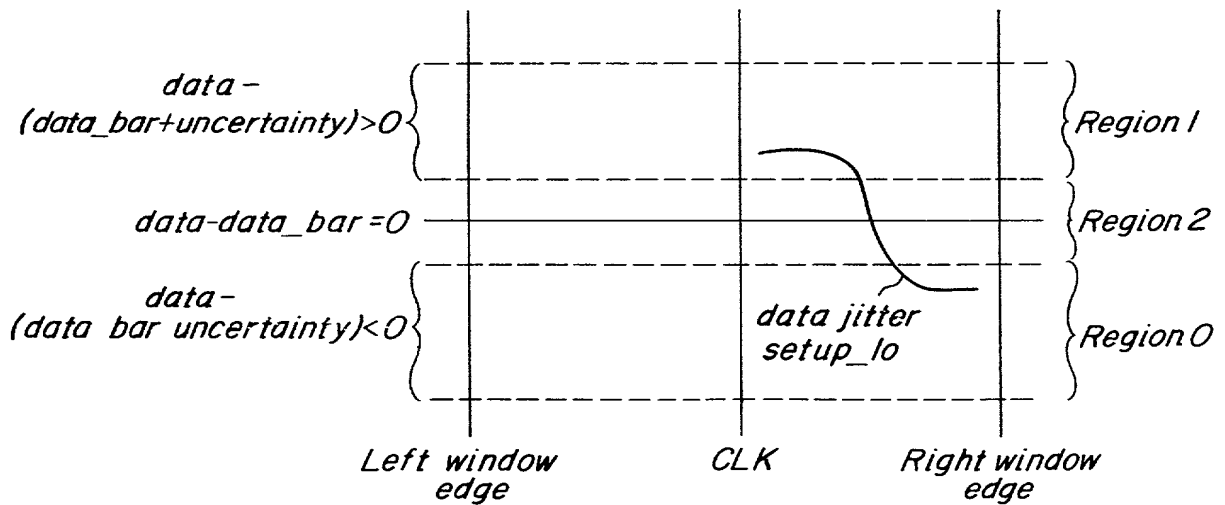 data-
(data_bar+uncertainty)>0
Region 1
data-data_bar=0
Region 2
data-
(data bar uncertainty)<0
data jitter
setup_lo
Region 0
Left window
edge
CLK
Right window
edge